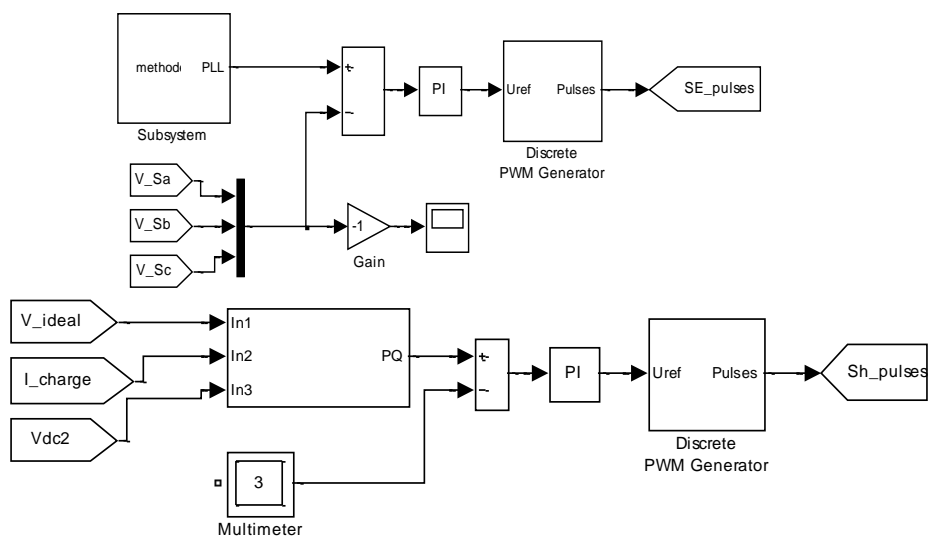 methode PLL
Subsystem
+
−
PI
Uref Pulses
Discrete
PWM Generator
SE_pulses
V_Sa
V_Sb
V_Sc
-1
Gain
V_ideal
I_charge
Vdc2
In1
In2
In3
PQ
+
−
PI
Uref Pulses
Discrete
PWM Generator
Sh_pulses
3
Multimeter